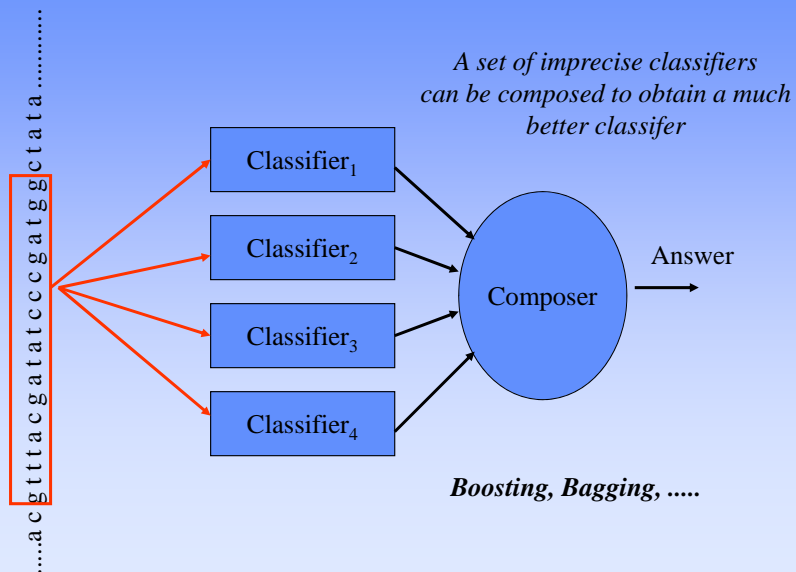 .....a c g t t t a c g a t a t c c c g a t g g c t a t a ............
A set of imprecise classifiers
can be composed to obtain a much
better classifer
Classifier1
Classifier2
Classifier3
Classifier4
Composer
Answer
Boosting, Bagging, .....